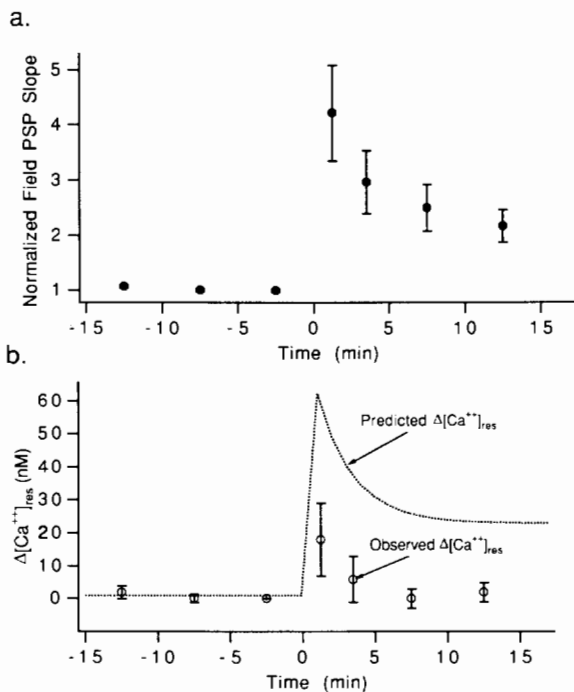 a.
Normalized Field PSP Slope
5
4
3
2
1
-15 -10 -5 0 5 10 15
Time (min)
b.
Δ[Ca⁺⁺]res (nM)
60
50
40
30
20
10
0
Predicted Δ[Ca⁺⁺]res
Observed Δ[Ca⁺⁺]res
-15 -10 -5 0 5 10 15
Time (min)